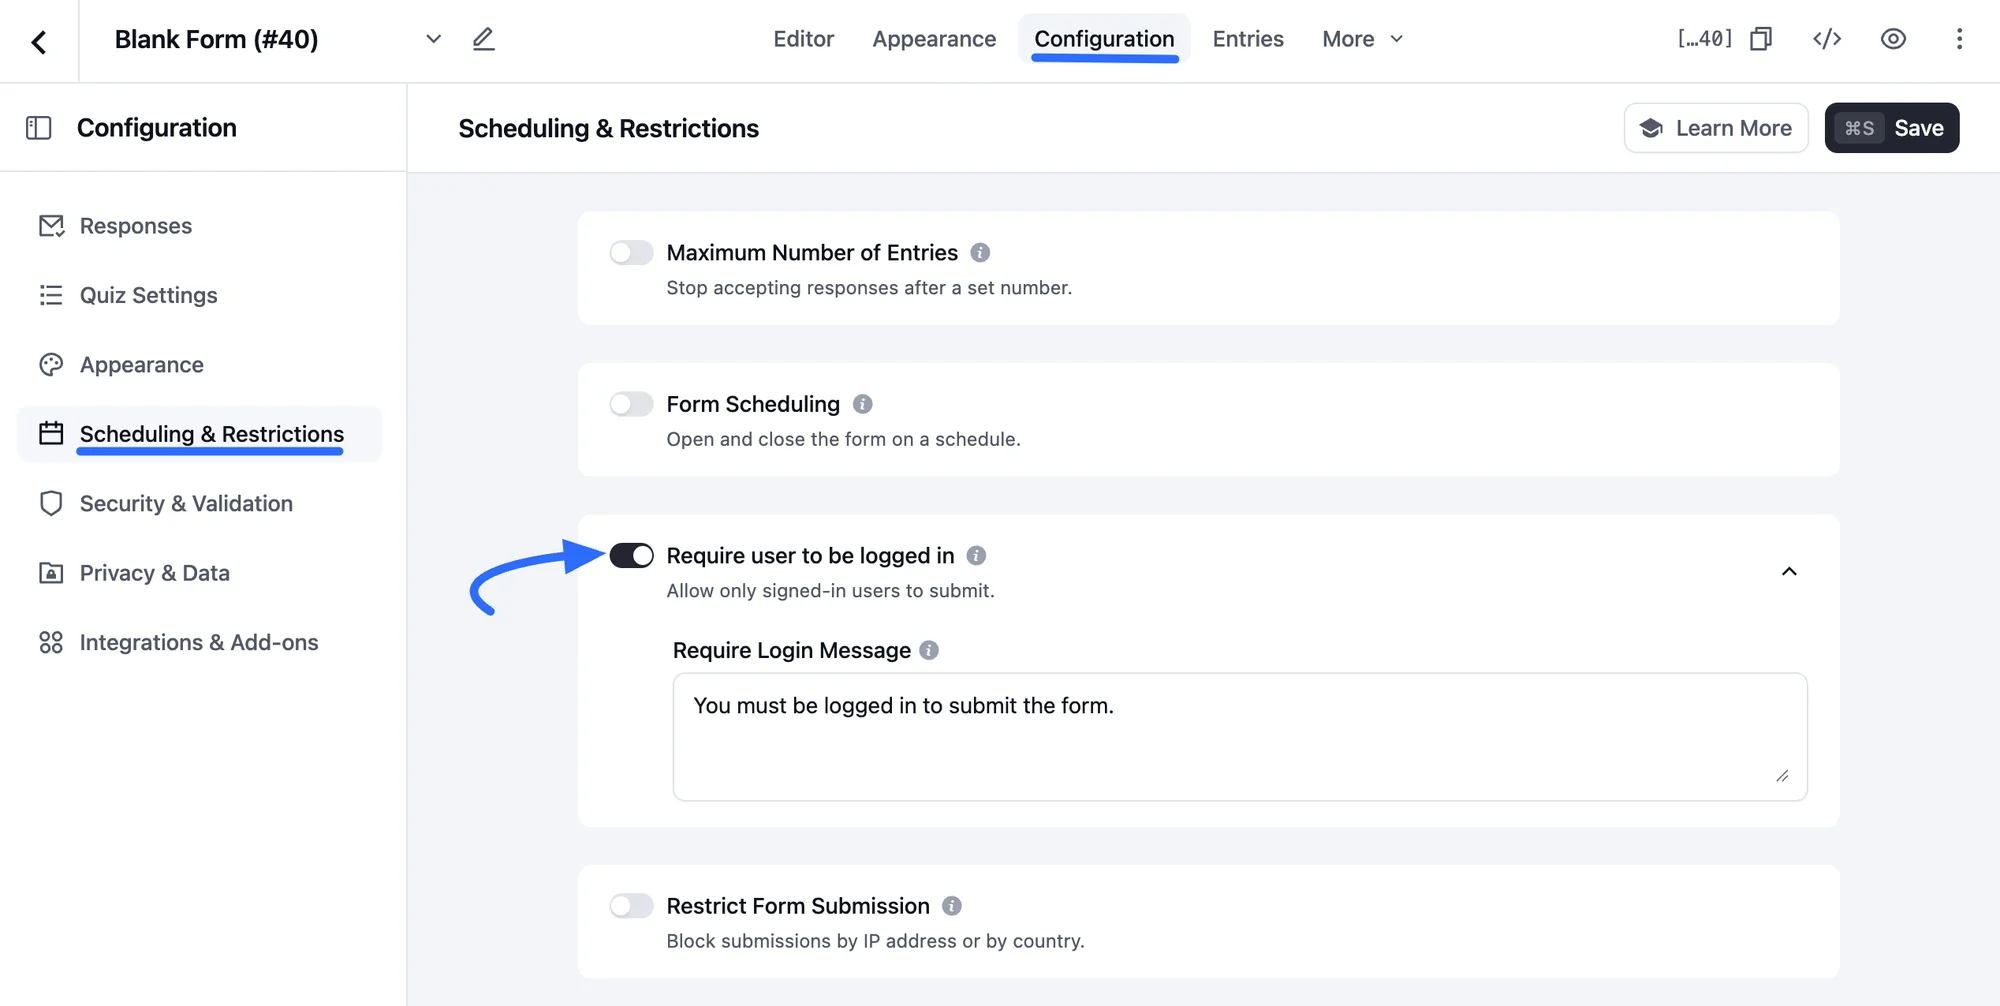 Blank Form (#40)
Editor
Appearance
Configuration
Entries
More
[...40]
Configuration
Scheduling & Restrictions
Learn More
⌘S Save
Responses
Quiz Settings
Appearance
Scheduling & Restrictions
Security & Validation
Privacy & Data
Integrations & Add-ons
Maximum Number of Entries
Stop accepting responses after a set number.
Form Scheduling
Open and close the form on a schedule.
Require user to be logged in
Allow only signed-in users to submit.
Require Login Message
You must be logged in to submit the form.
Restrict Form Submission
Block submissions by IP address or by country.